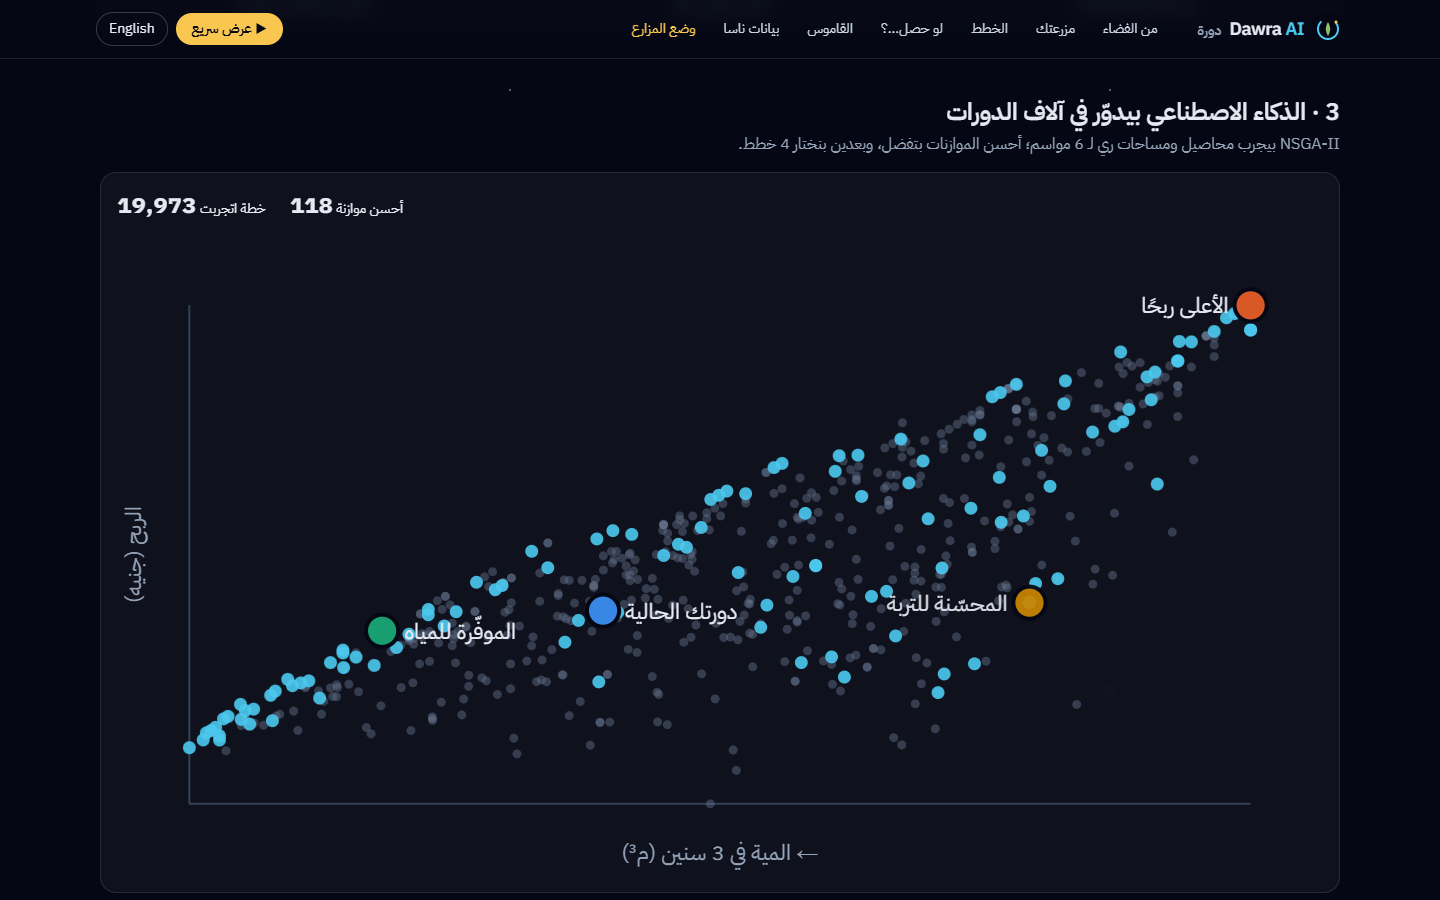 Dawra AI دورة
من الفضاء
مزرعتك
الخطط
لو حصل...؟
القاموس
بيانات ناسا
وضع المزارع
▶ عرض سريع
English
3 · الذكاء الاصطناعي بيدوّر في آلاف الدورات
NSGA-II بيجرب محاصيل ومساحات ري لـ 6 مواسم؛ أحسن الموازنات بتفضل، وبعدين بنختار 4 خطط.
118 أحسن موازنة
19,973 خطة اتجربت
الأعلى ربحًا
الربح (جنيه)
المحسّنة للتربة
دورتك الحالية
الموفّرة للمياه
← المية في 3 سنين (م³)